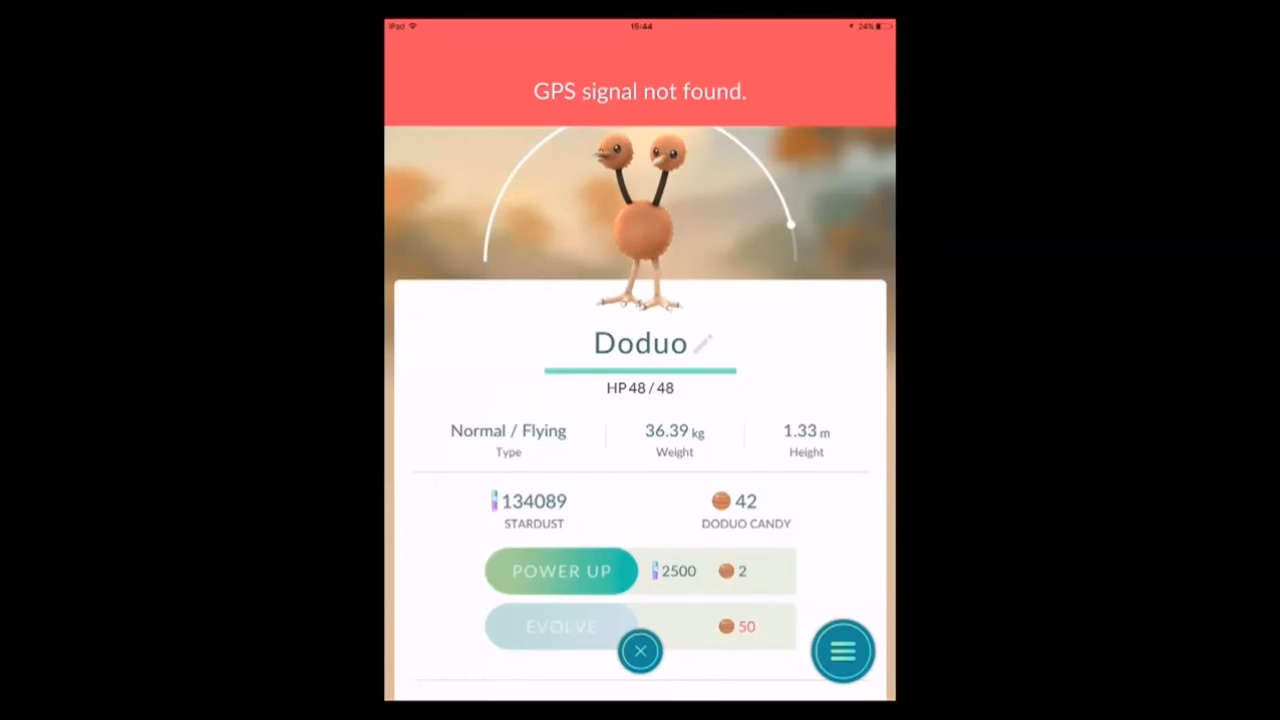 iPad 15:44 24%
GPS signal not found.
Doduo
HP 48 / 48
Normal / Flying 36.39 kg 1.33 m
Type Weight Height
134089 42
STARDUST DODUO CANDY
POWER UP 2500 2
EVOLVE 50